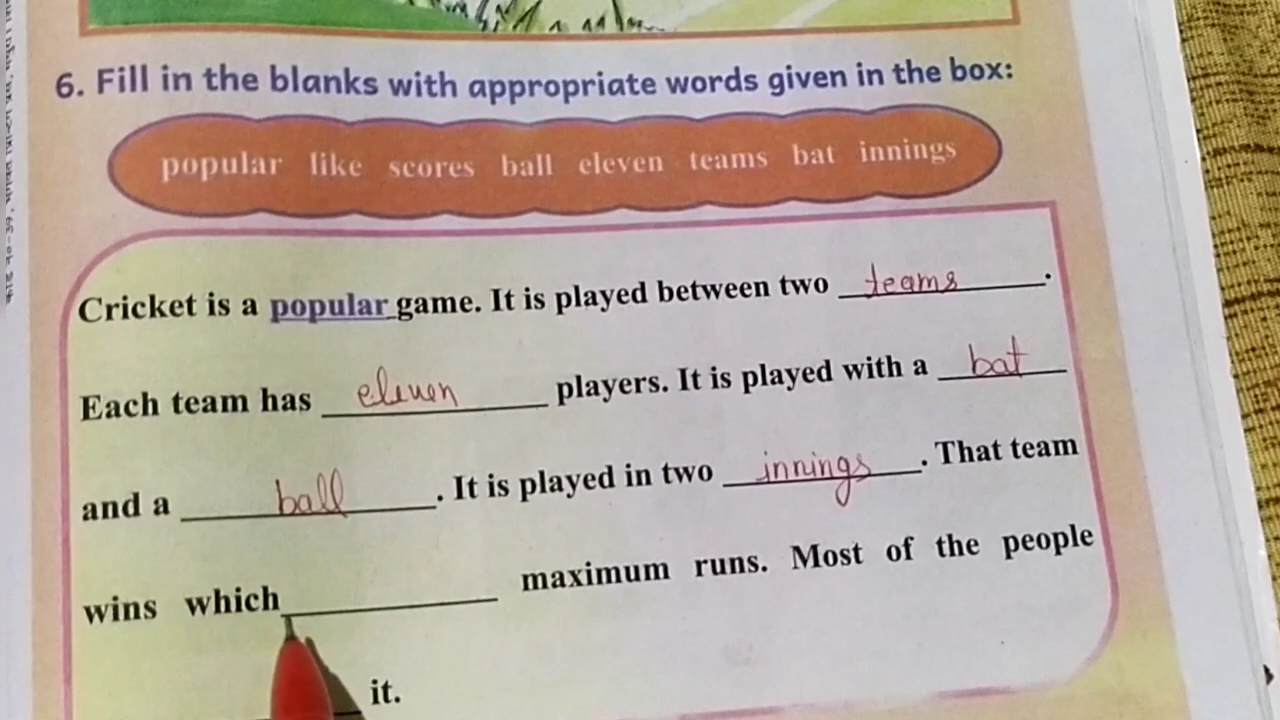 6. Fill in the blanks with appropriate words given in the box:
popular like scores ball eleven teams bat innings
Cricket is a popular game. It is played between two teams.
Each team has eleven players. It is played with a bat
and a ball. It is played in two innings. That team
wins which maximum runs. Most of the people
it.